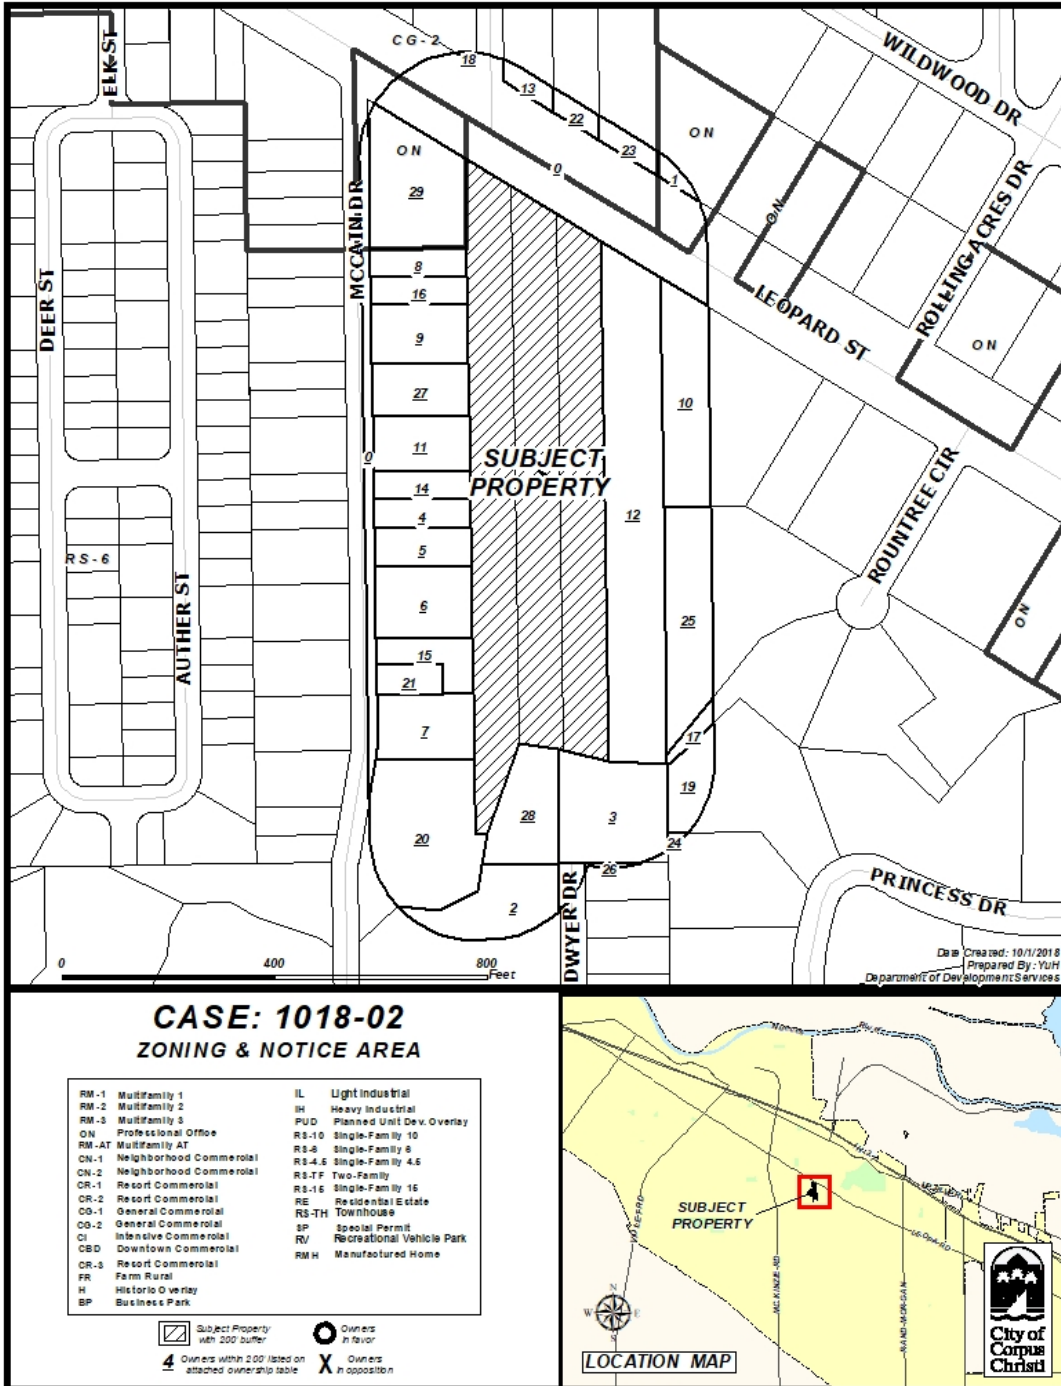 CG-2
ELK ST
WILDWOOD DR
18
13
22
23
1
0
ON
ON
ON
29
MCCAIN DR
8
16
9
27
11
0
14
4
5
6
15
21
7
20
DEER ST
RS-6
AUTHER ST
SUBJECT
PROPERTY
10
12
25
17
19
24
28
3
26
2
LEOPARD ST
ROLLING ACRES DR
ON
ROUNTREE CIR
ON
PRINCESS DR
DWYER DR
0 400 800
Feet
Date Created: 10/1/2018
Prepared By: YuH
Department of Development Services
CASE: 1018-02
ZONING & NOTICE AREA
RM-1 Multifamily 1
RM-2 Multifamily 2
RM-3 Multifamily 3
ON Professional Office
RM-AT Multifamily AT
CN-1 Neighborhood Commercial
CN-2 Neighborhood Commercial
CR-1 Resort Commercial
CR-2 Resort Commercial
CG-1 General Commercial
CG-2 General Commercial
CI Intensive Commercial
CBD Downtown Commercial
CR-3 Resort Commercial
FR Farm Rural
H Historic Overlay
BP Business Park
IL Light Industrial
IH Heavy Industrial
PUD Planned Unit Dev. Overlay
RS-10 Single-Family 10
RS-6 Single-Family 6
RS-4.5 Single-Family 4.5
RS-TF Two-Family
RS-15 Single-Family 15
RE Residential Estate
RS-TH Townhouse
SP Special Permit
RV Recreational Vehicle Park
RMH Manufactured Home
Subject Property
with 200' buffer
Owners
in favor
4 Owners within 200' listed on
attached ownership table
X Owners
in opposition
SUBJECT
PROPERTY
MCKINZIE RD
N
W E
S
LOCATION MAP
City of
Corpus
Christi